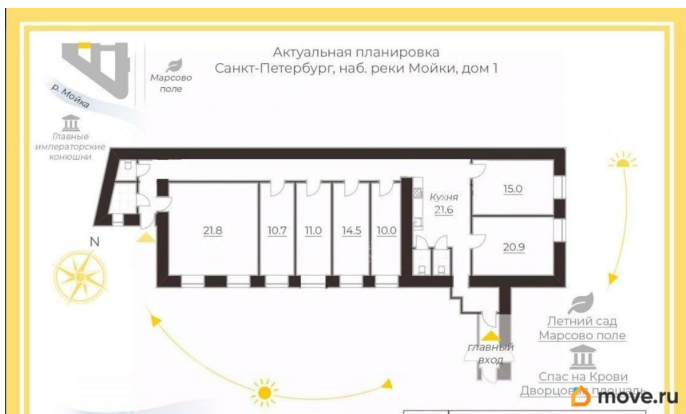 Актуальная планировка
Санкт-Петербург, наб. реки Мойки, дом 1
Марсово
поле
р. Мойка
Главные
императорские
конюшни
N
21.8
10.7
11.0
14.5
10.0
Кухня
21.6
15.0
20.9
главный
вход
Летний сад
Марсово поле
Спас на Крови
Дворцовая площадь
move.ru